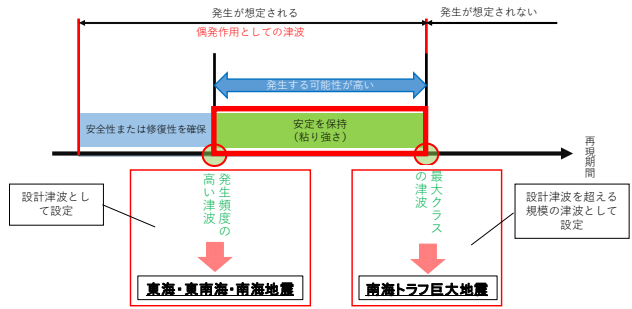 発生が想定される
発生が想定されない
偶発作用としての津波
発生する可能性が高い
安全性または修復性を確保
安定を保持
(粘り強さ)
再現期間
設計津波とし
て設定
発生頻度の
高い津波
最大クラス
の津波
設計津波を超える
規模の津波として
設定
東海・東南海・南海地震
南海トラフ巨大地震